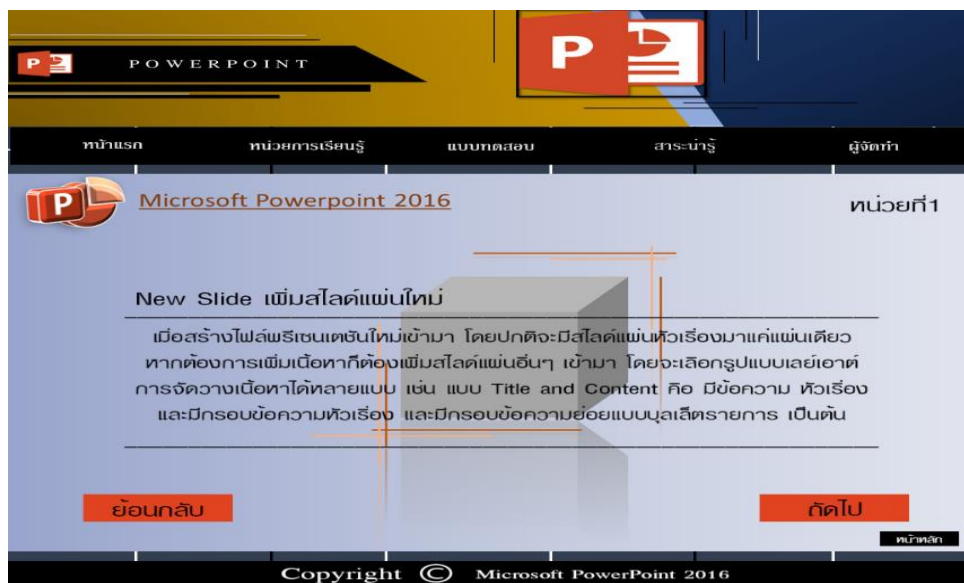 POWERPOINT
หน้าแรก หน่วยการเรียนรู้ แบบทดสอบ สาระน่ารู้ ผู้จัดทำ
Microsoft Powerpoint 2016
หน่วยที่1
New Slide เพิ่มสไลด์แผ่นใหม่
เมื่อสร้างไฟล์พรีเซนเตชันใหม่เข้ามา โดยปกติจะมีสไลด์แผ่นหัวเรื่องมาแค่แผ่นเดียว
หากต้องการเพิ่มเนื้อหาก็ต้องเพิ่มสไลด์แผ่นอื่นๆ เข้ามา โดยจะเลือกรูปแบบเลย์เอาต์
การจัดวางเนื้อหาได้หลายแบบ เช่น แบบ Title and Content คือ มีข้อความ หัวเรื่อง
และมีกรอบข้อความหัวเรื่อง และมีกรอบข้อความย่อยแบบบุลเล็ตรายการ เป็นต้น
ย้อนกลับ ถัดไป
หน้าหลัก
Copyright © Microsoft PowerPoint 2016